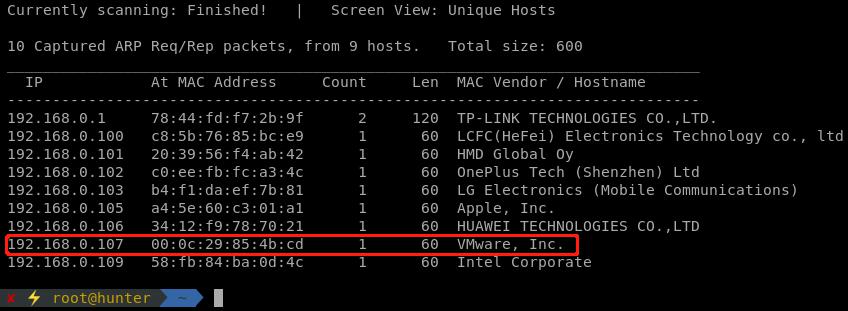 Currently scanning: Finished!   |   Screen View: Unique Hosts
10 Captured ARP Req/Rep packets, from 9 hosts.   Total size: 600
_____________________________________________________________________________
IP            At MAC Address     Count     Len  MAC Vendor / Hostname
-----------------------------------------------------------------------------
192.168.0.1     78:44:fd:f7:2b:9f      2     120  TP-LINK TECHNOLOGIES CO.,LTD.
192.168.0.100   c8:5b:76:85:bc:e9      1      60  LCFC(HeFei) Electronics Technology co., ltd
192.168.0.101   20:39:56:f4:ab:42      1      60  HMD Global Oy
192.168.0.102   c0:ee:fb:fc:a3:4c      1      60  OnePlus Tech (Shenzhen) Ltd
192.168.0.103   b4:f1:da:ef:7b:81      1      60  LG Electronics (Mobile Communications)
192.168.0.105   a4:5e:60:c3:01:a1      1      60  Apple, Inc.
192.168.0.106   34:12:f9:78:70:21      1      60  HUAWEI TECHNOLOGIES CO.,LTD
192.168.0.107   00:0c:29:85:4b:cd      1      60  VMware, Inc.
192.168.0.109   58:fb:84:ba:0d:4c      1      60  Intel Corporate
✘ ⚡ root@hunter ~